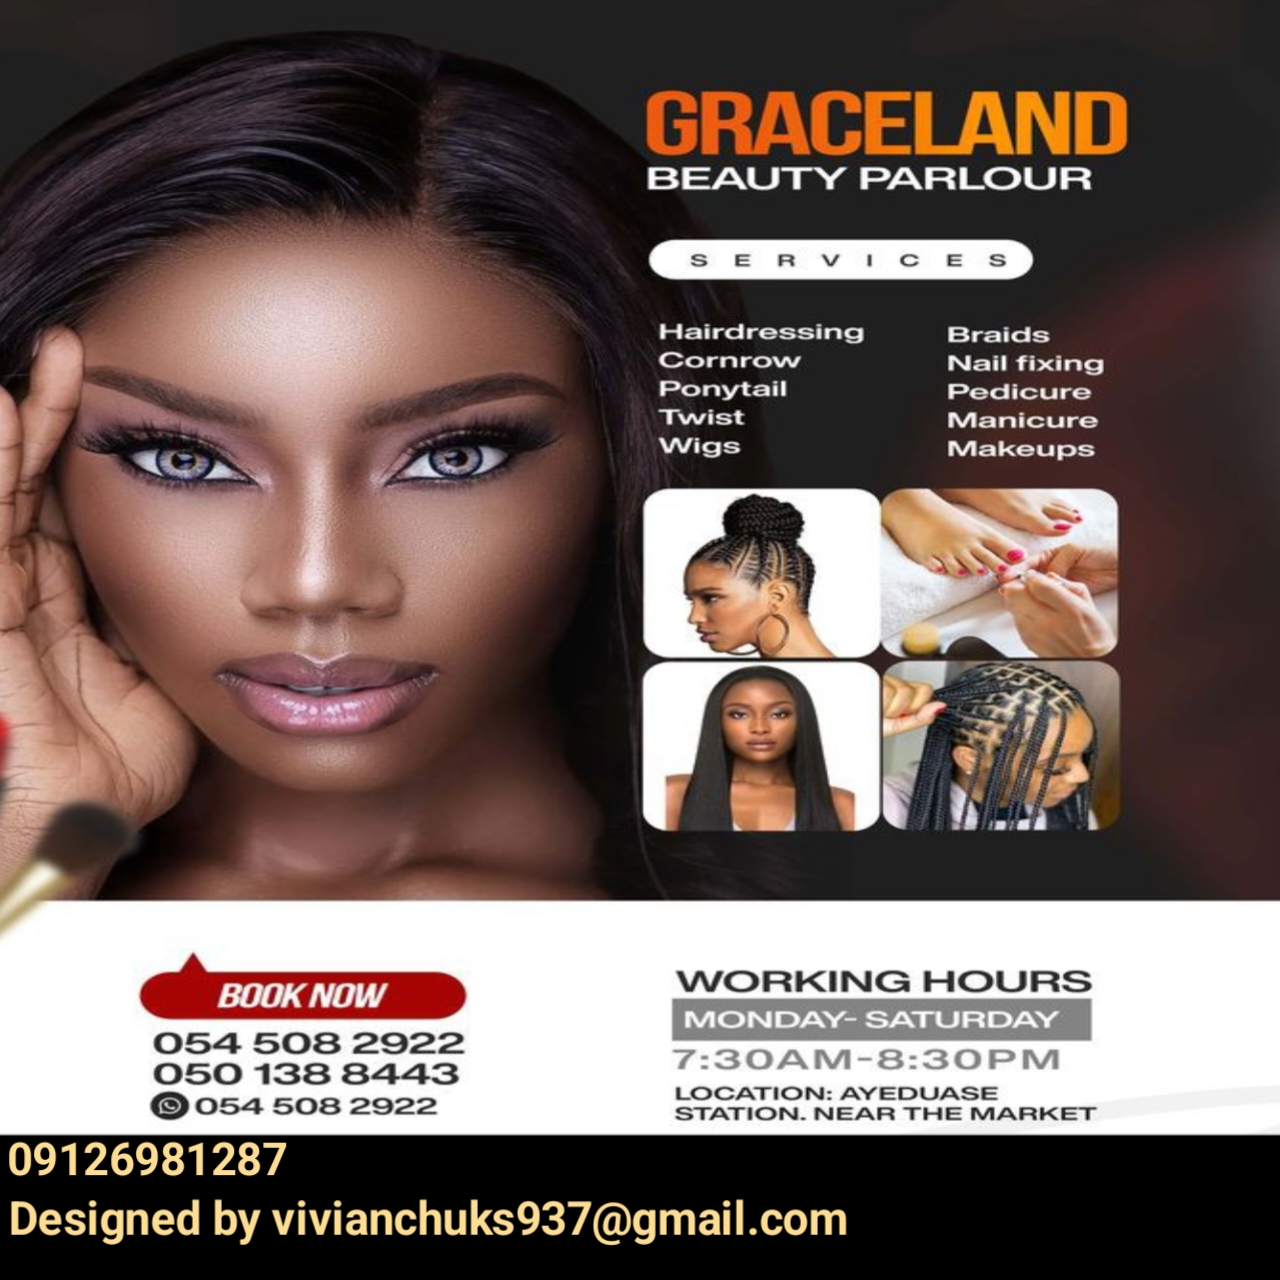 GRACELAND
BEAUTY PARLOUR
SERVICES
Hairdressing
Cornrow
Ponytail
Twist
Wigs
Braids
Nail fixing
Pedicure
Manicure
Makeups
BOOK NOW
054 508 2922
050 138 8443
054 508 2922
WORKING HOURS
MONDAY- SATURDAY
7:30AM-8:30PM
LOCATION: AYEDUASE
STATION. NEAR THE MARKET
09126981287
Designed by vivianchuks937@gmail.com